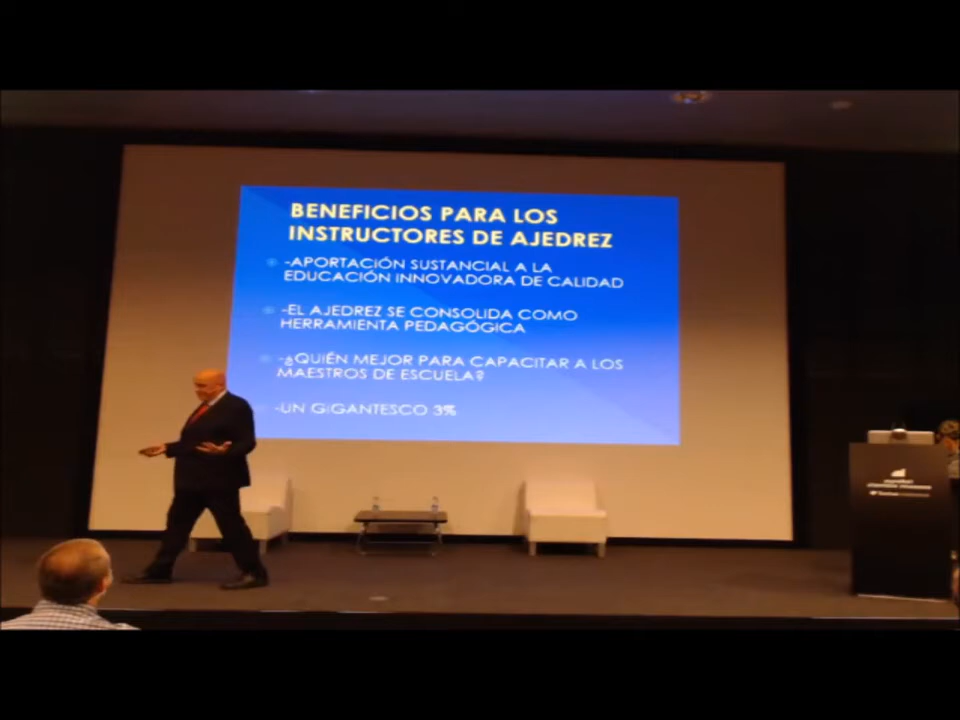 BENEFICIOS PARA LOS
INSTRUCTORES DE AJEDREZ
-APORTACIÓN SUSTANCIAL A LA
EDUCACIÓN INNOVADORA DE CALIDAD
-EL AJEDREZ SE CONSOLIDA COMO
HERRAMIENTA PEDAGÓGICA
-¿QUIÉN MEJOR PARA CAPACITAR A LOS
MAESTROS DE ESCUELA?
-UN GIGANTESCO 3%